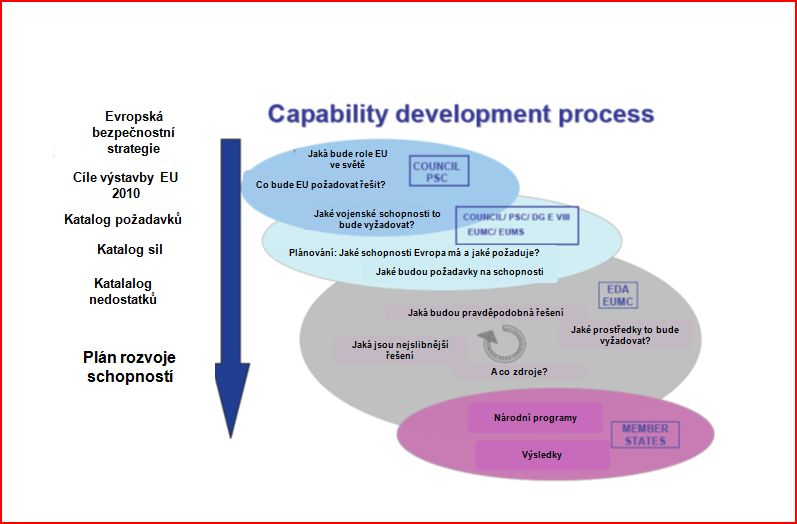 Capability development process
Evropská
bezpečnostní
strategie
Cíle výstavby EU
2010
Katalog požadavků
Katalog sil
Katalalog
nedostatků
Plán rozvoje
schopností
Jaká bude role EU
ve světě
Co bude EU požadovat řešit?
COUNCIL
PSC
Jaké vojenské schopnosti to
bude vyžadovat?
COUNCIL/ PSC/ DG E VIII
EUMC/ EUMS
Plánování: Jaké schopnosti Evropa má a jaké požaduje?
Jaké budou požadavky na schopnosti
EDA
EUMC
Jaká budou pravděpodobná řešení
Jaké prostředky to bude
vyžadovat?
Jaká jsou nejslibnější
řešení
A co zdroje?
Národní programy
MEMBER
STATES
Výsledky